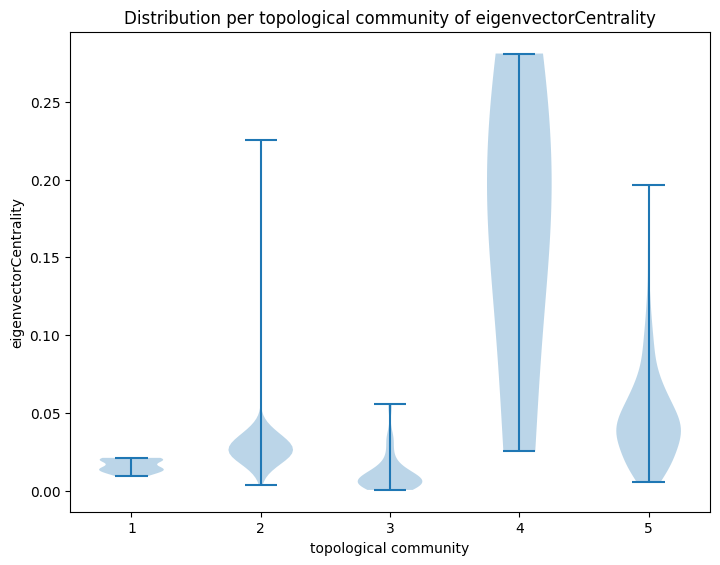 Distribution per topological community of eigenvectorCentrality
eigenvectorCentrality
0.25
0.20
0.15
0.10
0.05
0.00
1 2 3 4 5
topological community